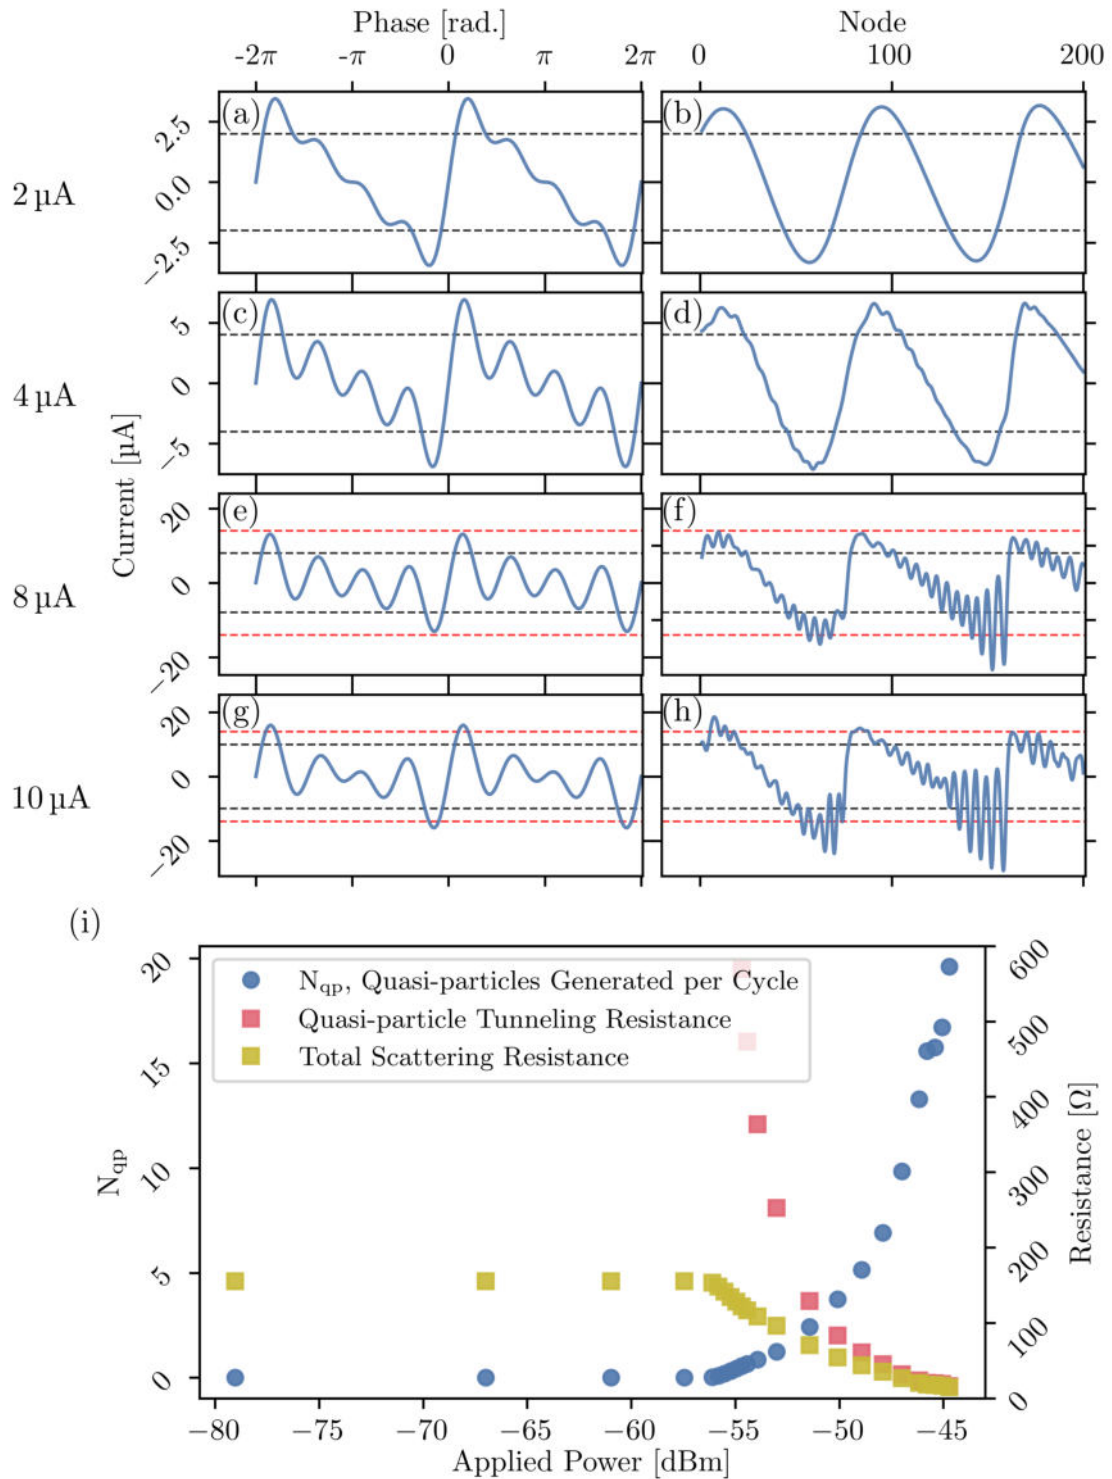 Phase [rad.] Node
-2π -π 0 π 2π 0 100 200
2 µA
2.5
0.0
−2.5
(a) (b)
4 µA
5
0
−5
(c) (d)
Current [µA]
8 µA
20
0
−20
(e) (f)
10 µA
20
0
−20
(g) (h)
(i)
N_qp, Quasi-particles Generated per Cycle
Quasi-particle Tunneling Resistance
Total Scattering Resistance
N_qp
20
15
10
5
0
Resistance [Ω]
600
500
400
300
200
100
0
−80 −75 −70 −65 −60 −55 −50 −45
Applied Power [dBm]